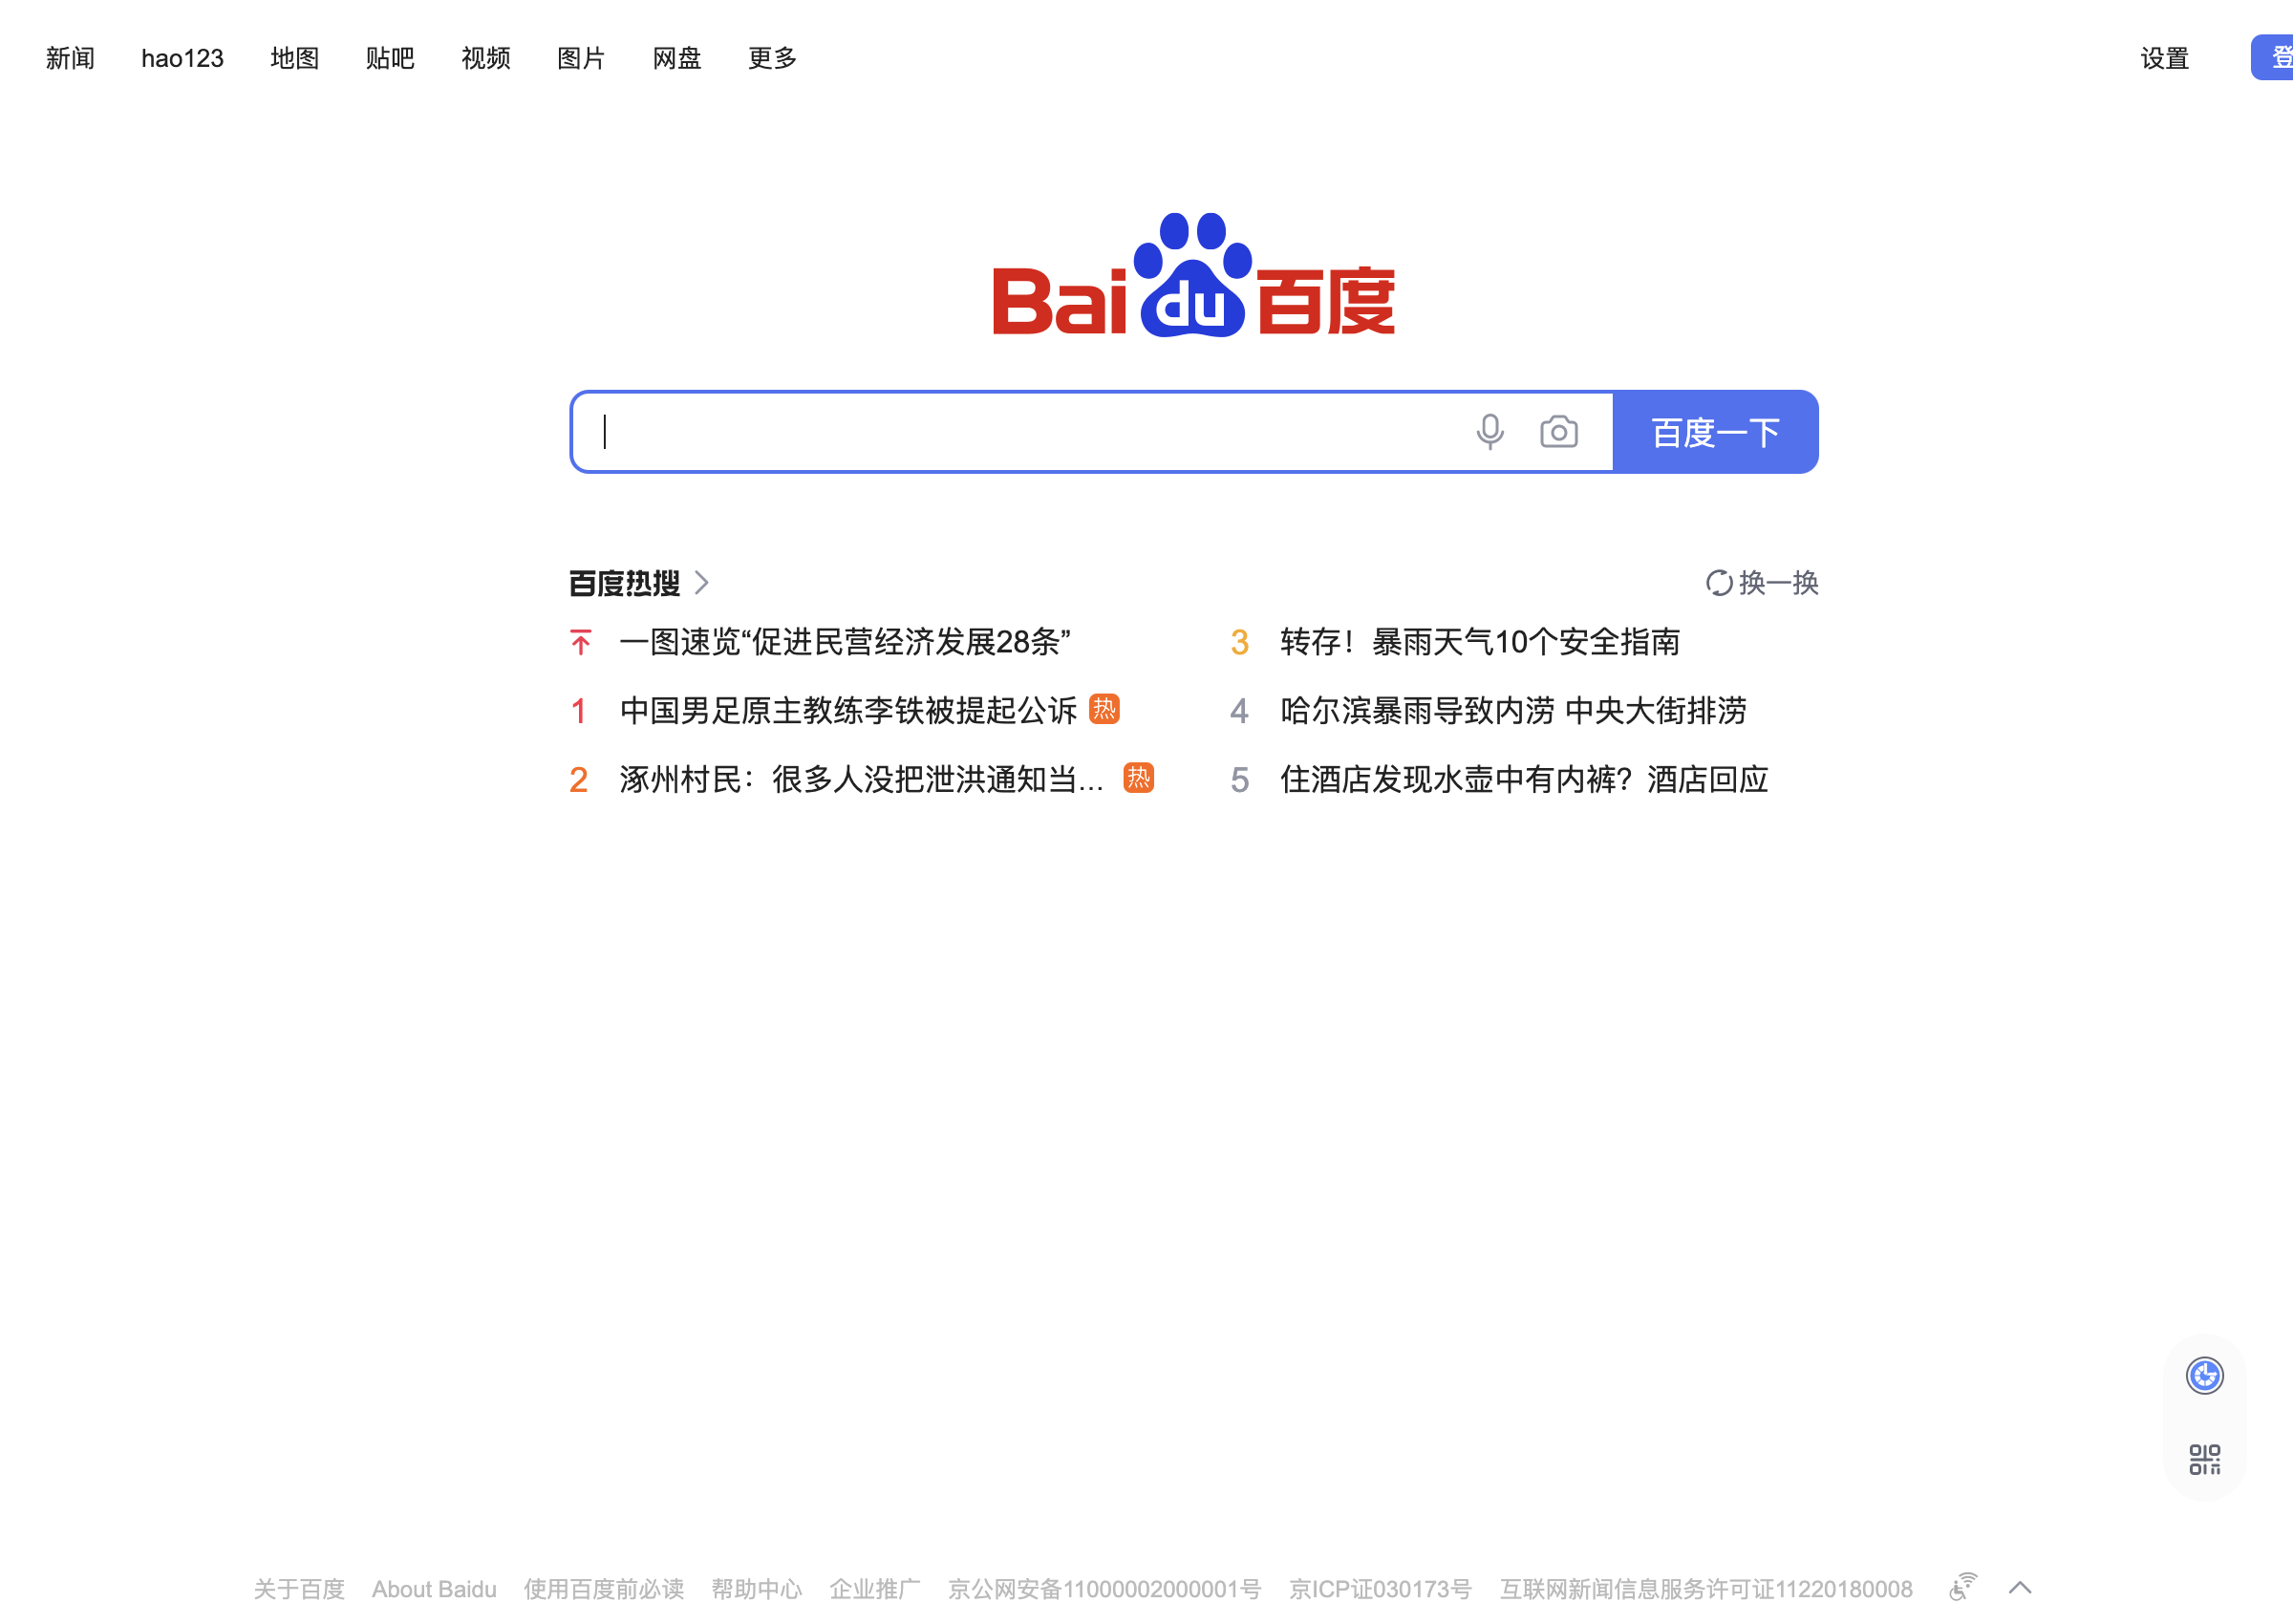 新闻 hao123 地图 贴吧 视频 图片 网盘 更多 设置 登
Bai du 百度
百度一下
百度热搜 换一换
一图速览“促进民营经济发展28条”
1 中国男足原主教练李铁被提起公诉 热
2 涿州村民：很多人没把泄洪通知当... 热
3 转存！暴雨天气10个安全指南
4 哈尔滨暴雨导致内涝 中央大街排涝
5 住酒店发现水壶中有内裤？酒店回应
关于百度 About Baidu 使用百度前必读 帮助中心 企业推广 京公网安备11000002000001号 京ICP证030173号 互联网新闻信息服务许可证11220180008